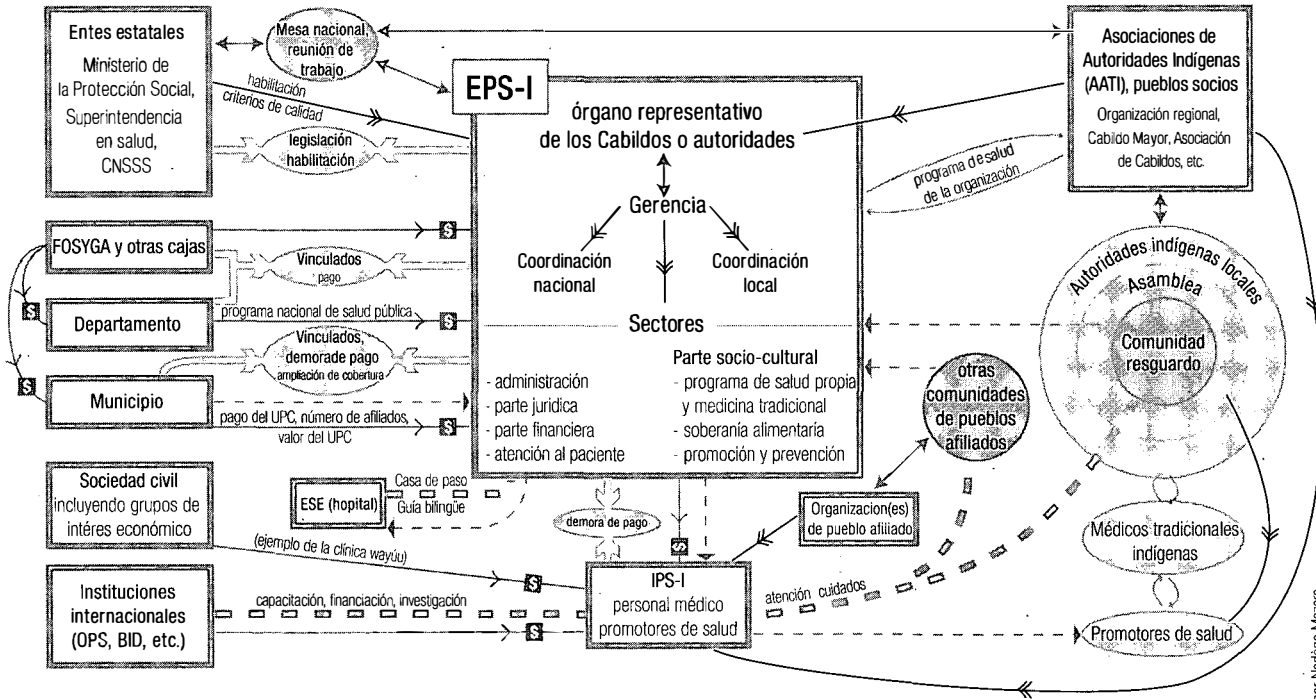 Entes estatales
Ministerio de
la Protección Social,
Superintendencia
en salud,
CNSSS
Mesa nacional,
reunión de
trabajo
habilitación
criterios de calidad
legislación
habilitación
EPS-I
órgano representativo
de los Cabildos o autoridades
Gerencia
Coordinación
nacional
Coordinación
local
Sectores
- administración
- parte juridica
- parte financiera
- atención al paciente
Parte socio-cultural
- programa de salud propia
y medicina tradicional
- soberanía alimentaría
- promoción y prevención
Asociaciones de
Autoridades Indígenas
(AATI), pueblos socios
Organización regional,
Cabildo Mayor, Asociación
de Cabildos, etc.
programa de salud
de la organización
Autoridades indígenas locales
Asamblea
Comunidad
resguardo
FOSYGA y otras cajas
$
Vinculados
pago
Departamento
$
programa nacional de salud pública
$
Vinculados,
demora de pago
ampliación de cobertura
Municipio
$
pago del UPC, número de afiliados,
valor del UPC
$
otras
comunidades
de pueblos
afiliados
Sociedad civil
incluyendo grupos de
intéres económico
ESE (hopital)
Casa de paso
Guía bilingüe
demora de pago
$
Organizacion(es)
de pueblo afiliado
Médicos tradicionales
indígenas
(ejemplo de la clínica wayúu)
$
Instituciones
internacionales
(OPS, BID, etc.)
capacitación, financiación, investigación
$
IPS-I
personal médico
promotores de salud
atención cuidados
Promotores de salud